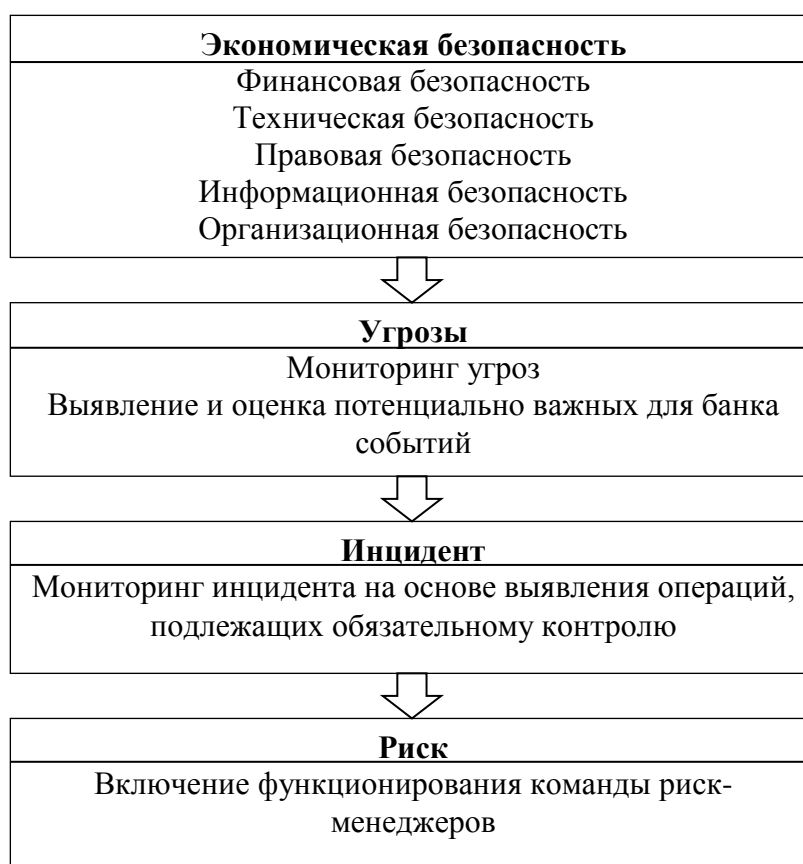 Экономическая безопасность
Финансовая безопасность
Техническая безопасность
Правовая безопасность
Информационная безопасность
Организационная безопасность
Угрозы
Мониторинг угроз
Выявление и оценка потенциально важных для банка
событий
Инцидент
Мониторинг инцидента на основе выявления операций,
подлежащих обязательному контролю
Риск
Включение функционирования команды риск-
менеджеров